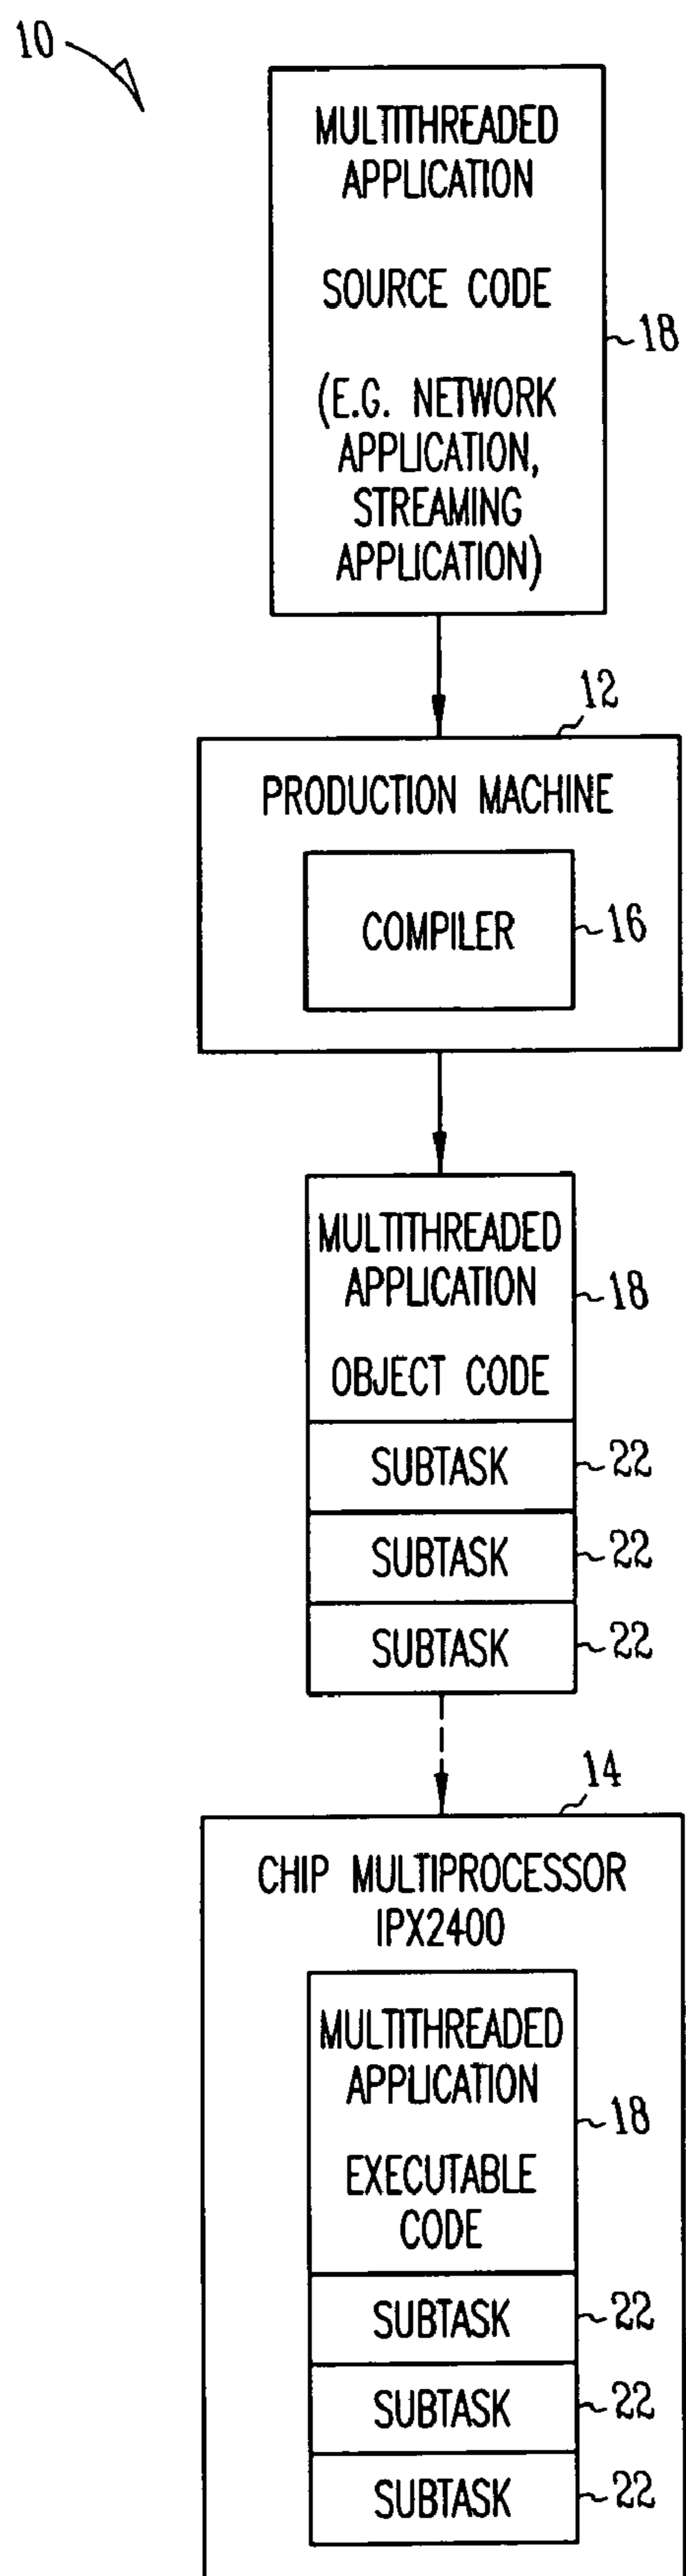 10
MULTITHREADED
APPLICATION
SOURCE CODE
(E.G. NETWORK
APPLICATION,
STREAMING
APPLICATION)
18
12
PRODUCTION MACHINE
COMPILER
16
MULTITHREADED
APPLICATION
OBJECT CODE
18
SUBTASK
22
SUBTASK
22
SUBTASK
22
14
CHIP MULTIPROCESSOR
IPX2400
MULTITHREADED
APPLICATION
EXECUTABLE
CODE
18
SUBTASK
22
SUBTASK
22
SUBTASK
22